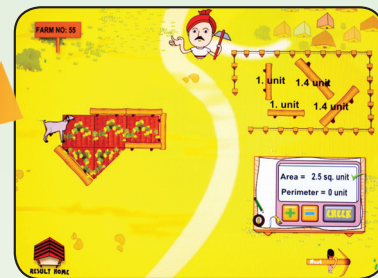 FARM NO: 55
1. unit
1.4 unit
1. unit
1.4 unit
Area = 2.5 sq. unit
Perimeter = 0 unit
+ - CHECK
RESULT HOME